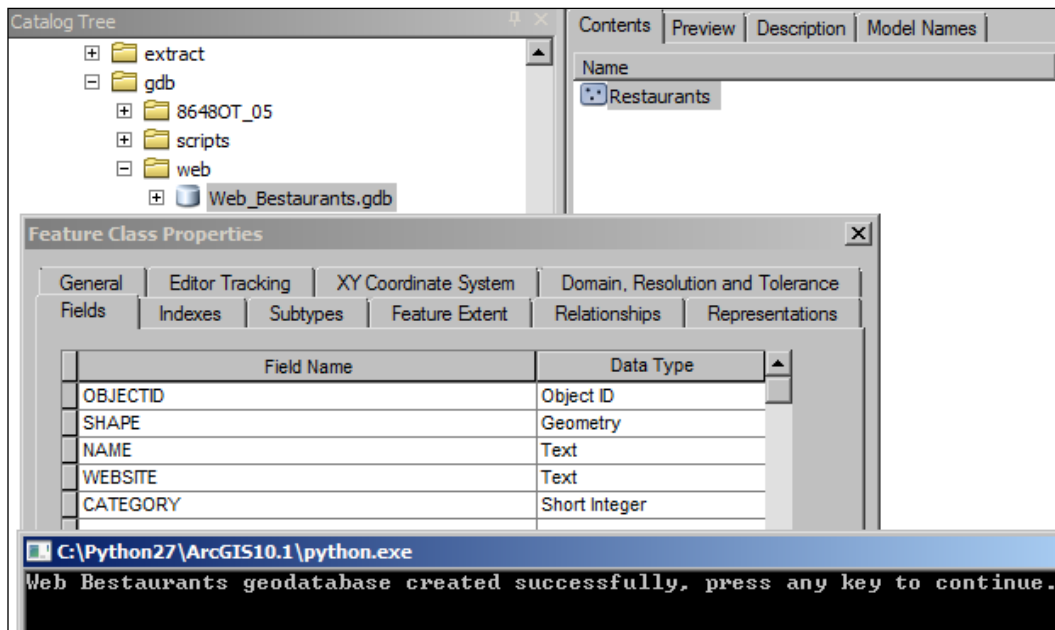 Catalog Tree
extract
gdb
8648OT_05
scripts
web
Web_Bestaurants.gdb
Contents Preview Description Model Names
Name
Restaurants
Feature Class Properties
General Editor Tracking XY Coordinate System Domain, Resolution and Tolerance
Fields Indexes Subtypes Feature Extent Relationships Representations
Field Name Data Type
OBJECTID Object ID
SHAPE Geometry
NAME Text
WEBSITE Text
CATEGORY Short Integer
C:\Python27\ArcGIS10.1\python.exe
Web Bestaurants geodatabase created successfully, press any key to continue.